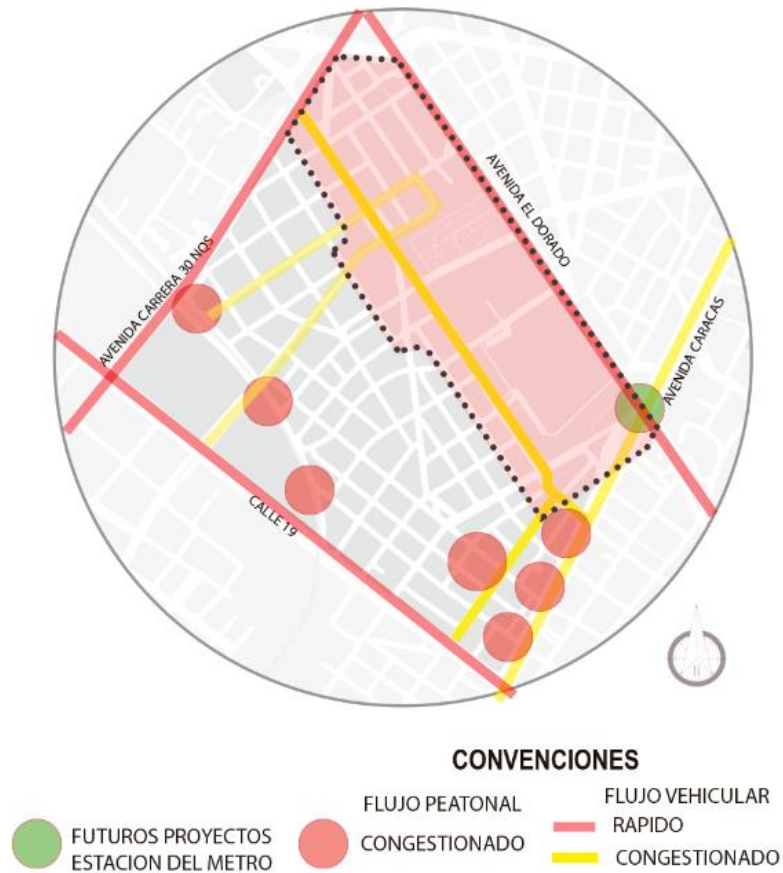 AVENIDA EL DORADO
AVENIDA CARRERA 30 NQS
AVENIDA CARACAS
CALLE 19
N
CONVENCIONES
FUTUROS PROYECTOS
ESTACION DEL METRO
FLUJO PEATONAL
CONGESTIONADO
FLUJO VEHICULAR
RAPIDO
CONGESTIONADO